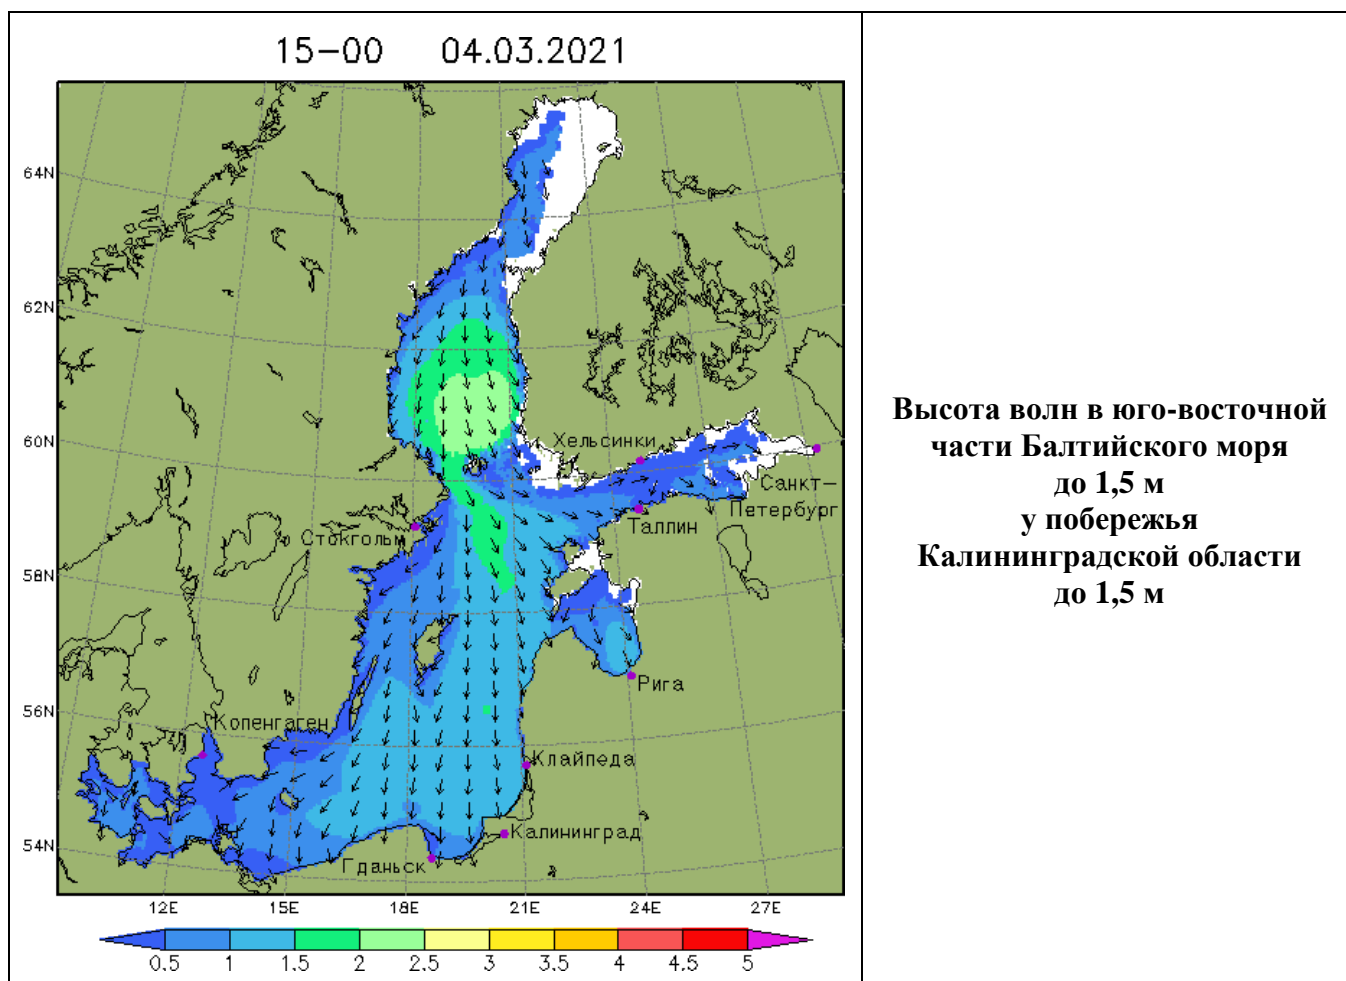 15-00 04.03.2021
64N
62N
60N
58N
56N
54N
Хельсинки
Санкт-
Петербург
Таллин
Стокгольм
Рига
Копенгаген
Клайпеда
Калининград
Гданьск
12E 15E 18E 21E 24E 27E
0.5 1 1.5 2 2.5 3 3.5 4 4.5 5
Высота волн в юго-восточной
части Балтийского моря
до 1,5 м
у побережья
Калининградской области
до 1,5 м